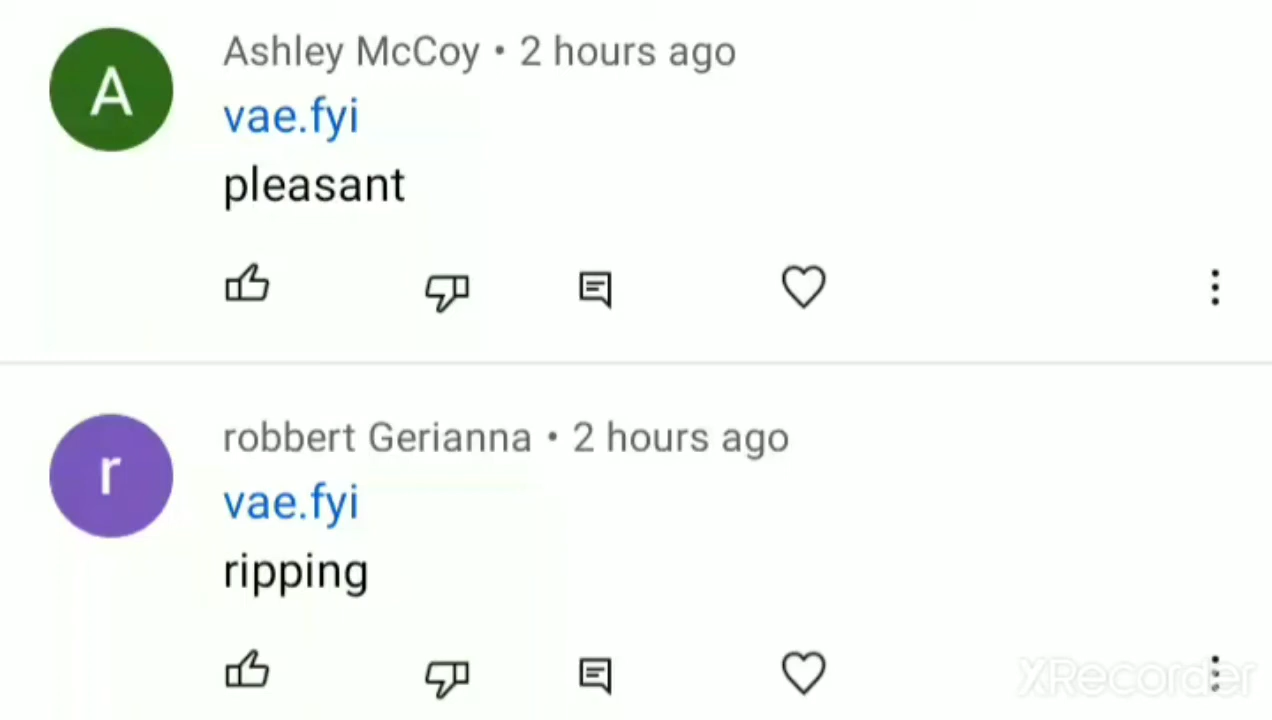 A
Ashley McCoy • 2 hours ago
vae.fyi
pleasant
r
robbert Gerianna • 2 hours ago
vae.fyi
ripping
XRecorder